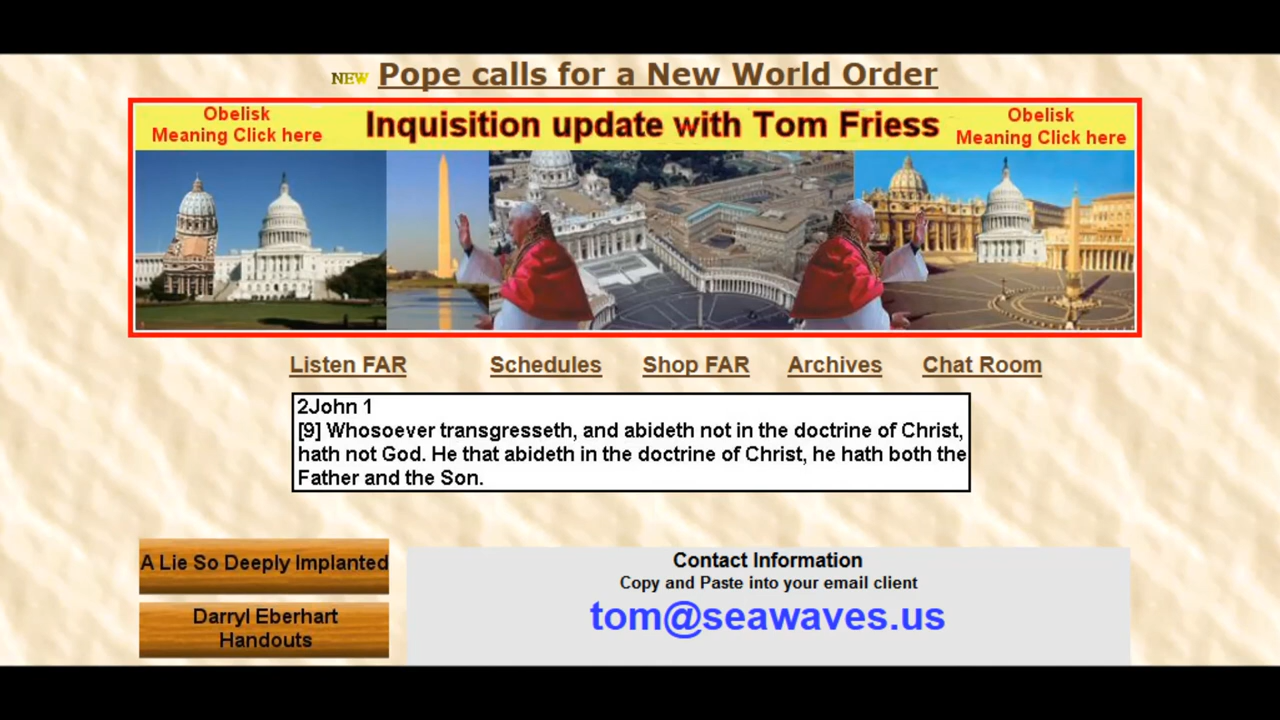 NEW Pope calls for a New World Order
Obelisk
Meaning Click here
Inquisition update with Tom Friess
Obelisk
Meaning Click here
Listen FAR Schedules Shop FAR Archives Chat Room
2John 1
[9] Whosoever transgresseth, and abideth not in the doctrine of Christ,
hath not God. He that abideth in the doctrine of Christ, he hath both the
Father and the Son.
A Lie So Deeply Implanted
Darryl Eberhart
Handouts
Contact Information
Copy and Paste into your email client
tom@seawaves.us